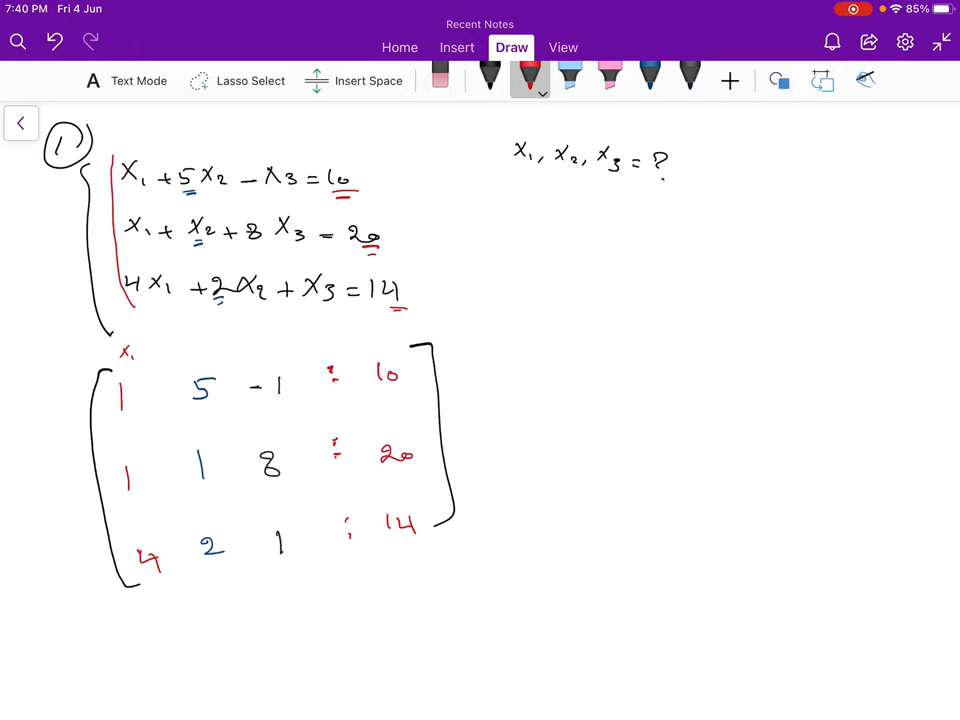 7:40 PM Fri 4 Jun
85%
Recent Notes
Home Insert Draw View
Text Mode Lasso Select Insert Space
1
x₁ + 5x₂ - x₃ = 10
x₁, x₂, x₃ = ?
x₁ + x₂ + 8 x₃ = 20
4x₁ + 2x₂ + x₃ = 14
x₁
1 5 -1 : 10
1 1 8 : 20
4 2 1 : 14